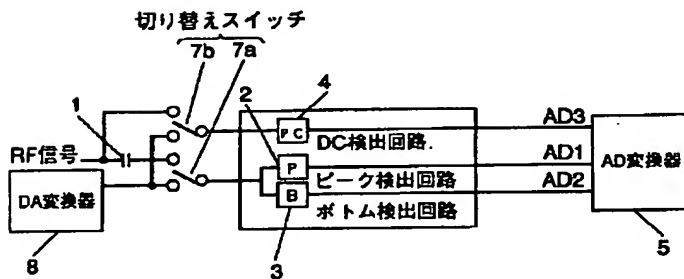 切り替えスイッチ
7b 7a
4
2
1
PC
AD3
DC検出回路.
RF信号
P
AD1
AD変換器
ピーク検出回路
DA変換器
B
AD2
ボトム検出回路
8
3
5